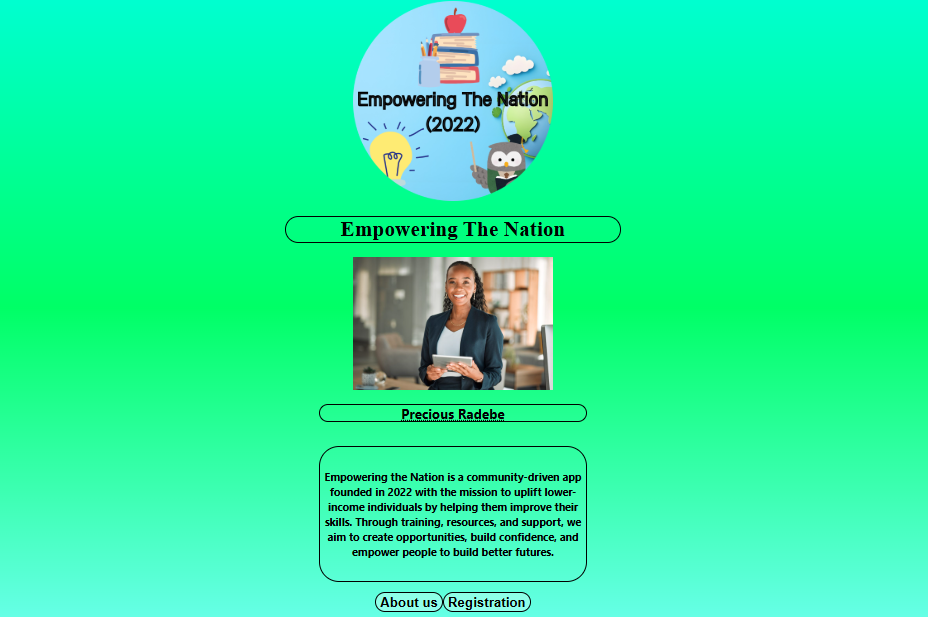 Empowering The Nation
(2022)
Empowering The Nation
Precious Radebe
Empowering the Nation is a community-driven app
founded in 2022 with the mission to uplift lower-
income individuals by helping them improve their
skills. Through training, resources, and support, we
aim to create opportunities, build confidence, and
empower people to build better futures.
About us Registration